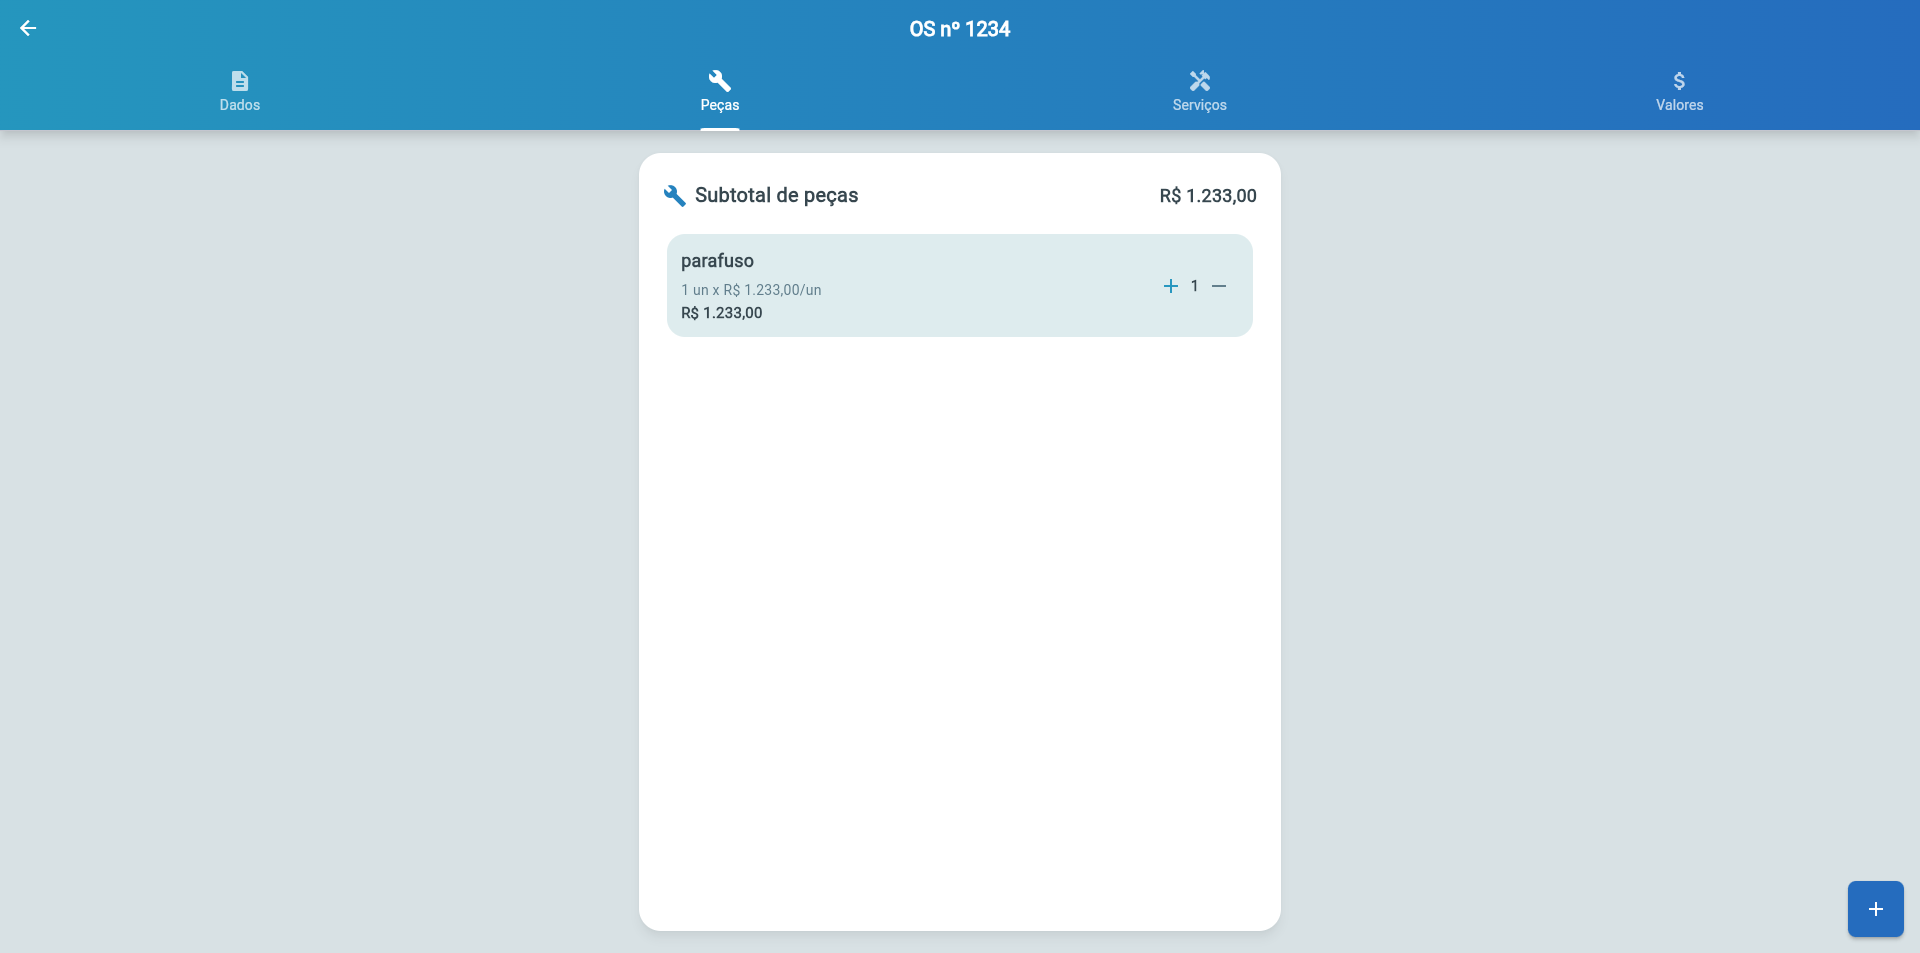 OS nº 1234
Dados
Peças
Serviços
Valores
Subtotal de peças
R$ 1.233,00
parafuso
1 un x R$ 1.233,00/un
R$ 1.233,00
1